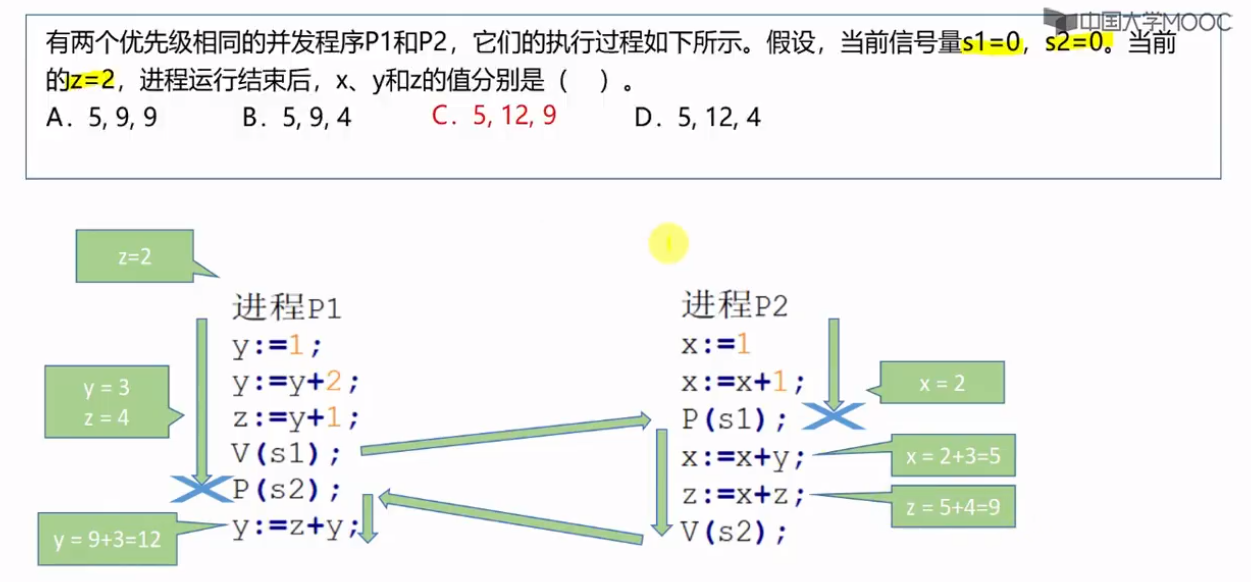 中国大学MOOC
有两个优先级相同的并发程序P1和P2，它们的执行过程如下所示。假设，当前信号量s1=0，s2=0。当前
的z=2，进程运行结束后，x、y和z的值分别是（ ）。
A. 5, 9, 9 B. 5, 9, 4 C. 5, 12, 9 D. 5, 12, 4
z=2
进程P1
y:=1;
y:=y+2;
z:=y+1;
V(s1);
P(s2);
y:=z+y;
y = 3
z = 4
y = 9+3=12
进程P2
x:=1
x:=x+1;
P(s1);
x:=x+y;
z:=x+z;
V(s2);
x = 2
x = 2+3=5
z = 5+4=9